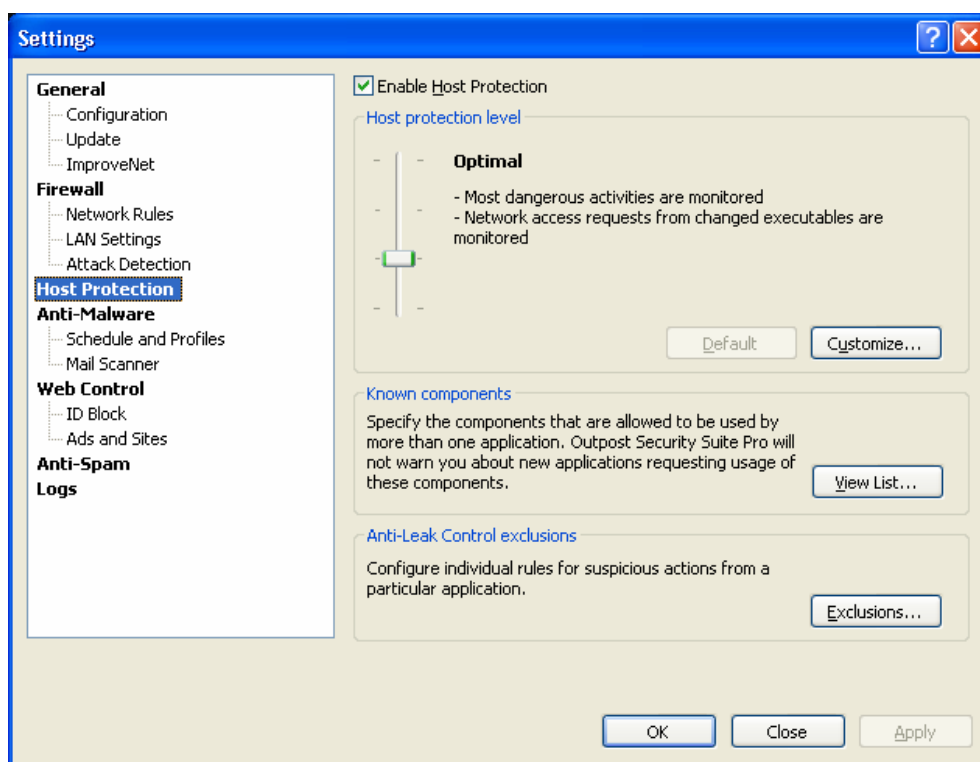 Settings
General
Configuration
Update
ImproveNet
Firewall
Network Rules
LAN Settings
Attack Detection
Host Protection
Anti-Malware
Schedule and Profiles
Mail Scanner
Web Control
ID Block
Ads and Sites
Anti-Spam
Logs
Enable Host Protection
Host protection level
Optimal
- Most dangerous activities are monitored
- Network access requests from changed executables are
monitored
Default
Customize...
Known components
Specify the components that are allowed to be used by
more than one application. Outpost Security Suite Pro will
not warn you about new applications requesting usage of
these components.
View List...
Anti-Leak Control exclusions
Configure individual rules for suspicious actions from a
particular application.
Exclusions...
OK
Close
Apply